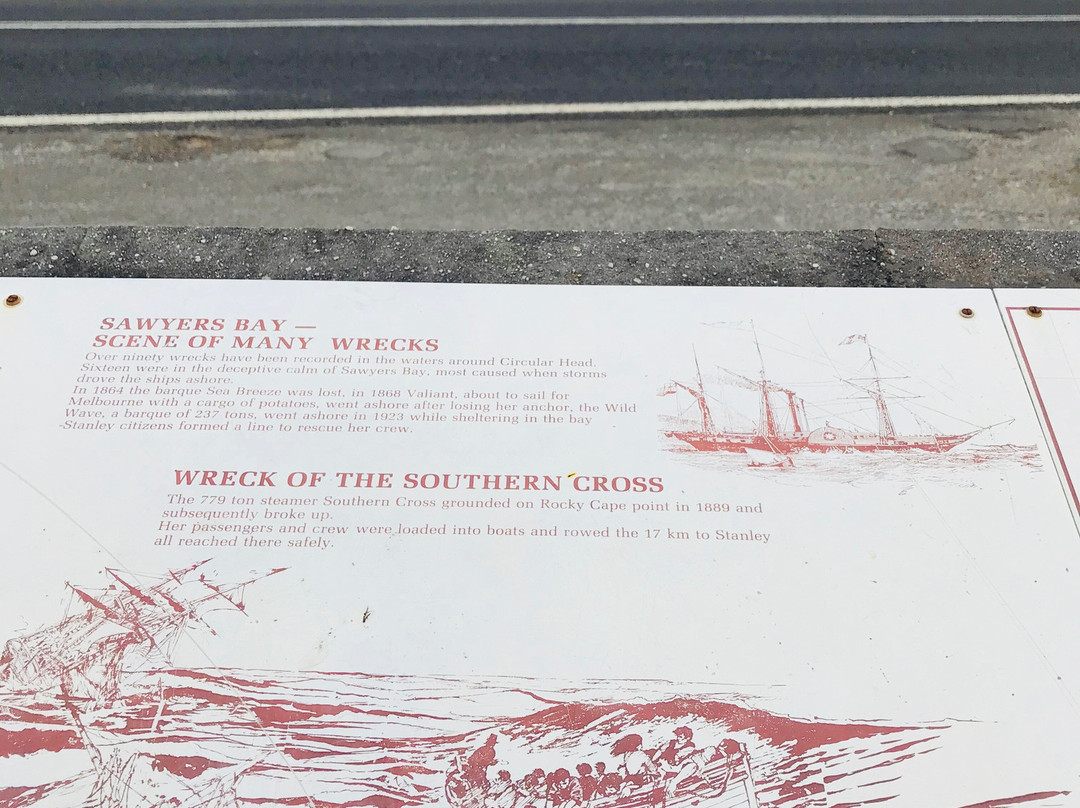 SAWYERS BAY —
SCENE OF MANY WRECKS
Over ninety wrecks have been recorded in the waters around Circular Head.
Sixteen were in the deceptive calm of Sawyers Bay, most caused when storms
drove the ships ashore.
In 1864 the barque Sea Breeze was lost, in 1868 Valiant, about to sail for
Melbourne with a cargo of potatoes, went ashore after losing her anchor, the Wild
Wave, a barque of 237 tons, went ashore in 1923 while sheltering in the bay
-Stanley citizens formed a line to rescue her crew.
WRECK OF THE SOUTHERN CROSS
The 779 ton steamer Southern Cross grounded on Rocky Cape point in 1889 and
subsequently broke up.
Her passengers and crew were loaded into boats and rowed the 17 km to Stanley
all reached there safely.